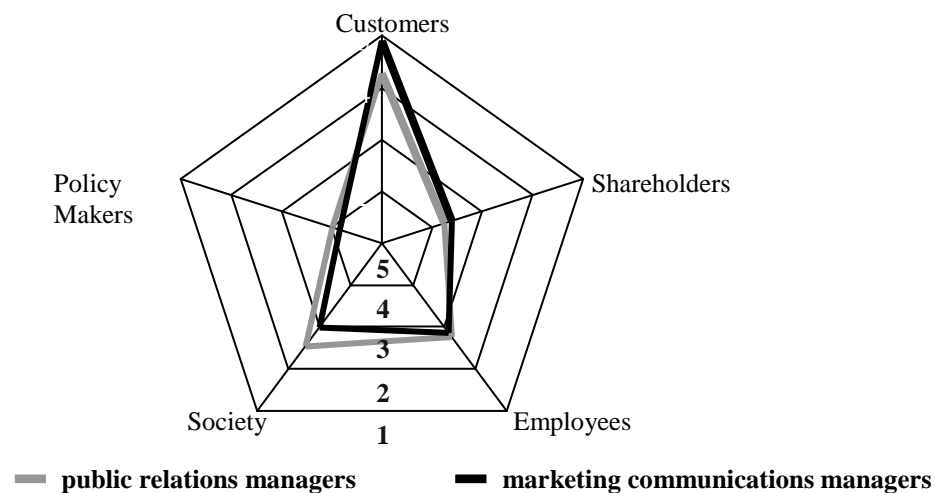 Customers
Policy
Makers
Shareholders
5
4
3
2
Society
Employees
1
public relations managers
marketing communications managers